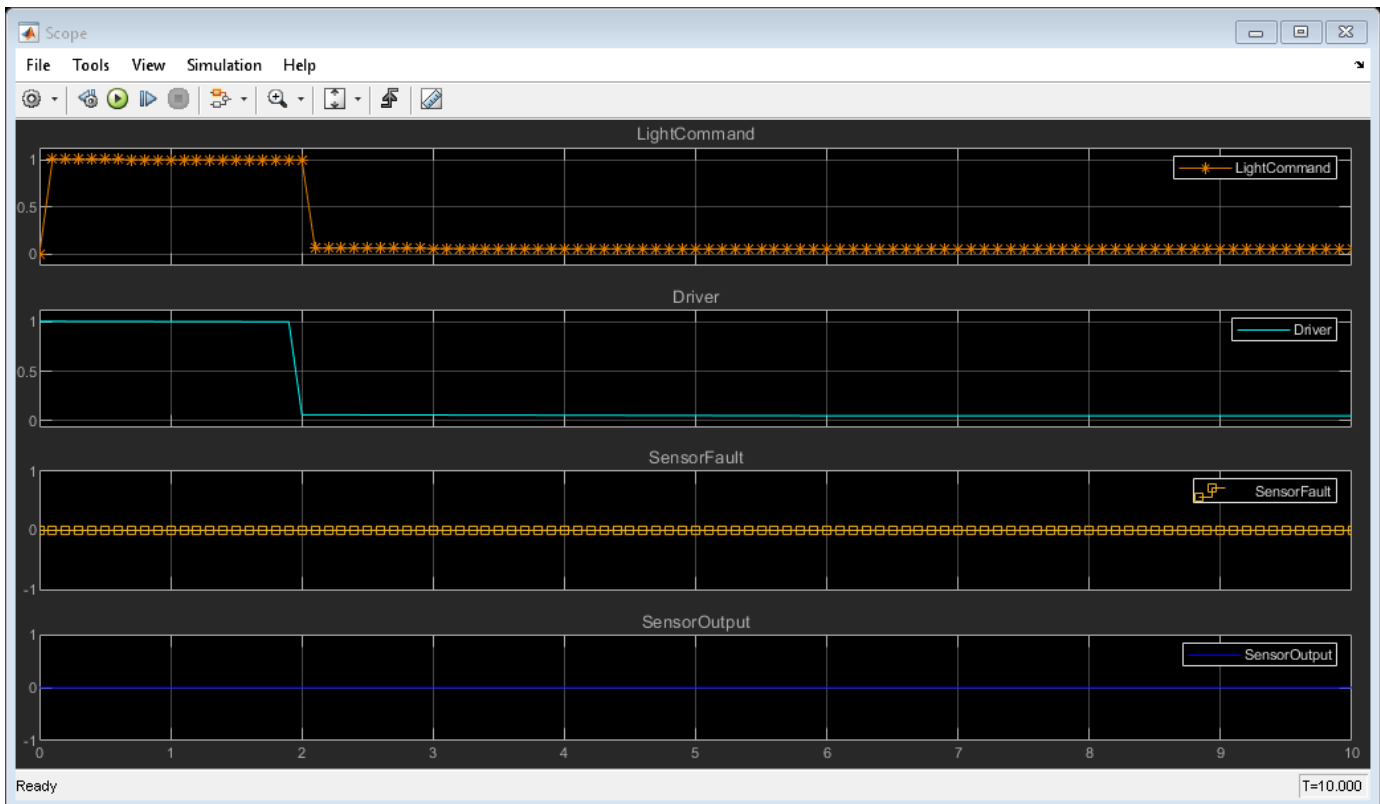 Scope
File Tools View Simulation Help
LightCommand
1
0.5
0
LightCommand
Driver
1
0.5
0
Driver
SensorFault
1
0
-1
SensorFault
SensorOutput
1
0
-1
SensorOutput
0 1 2 3 4 5 6 7 8 9 10
Ready T=10.000